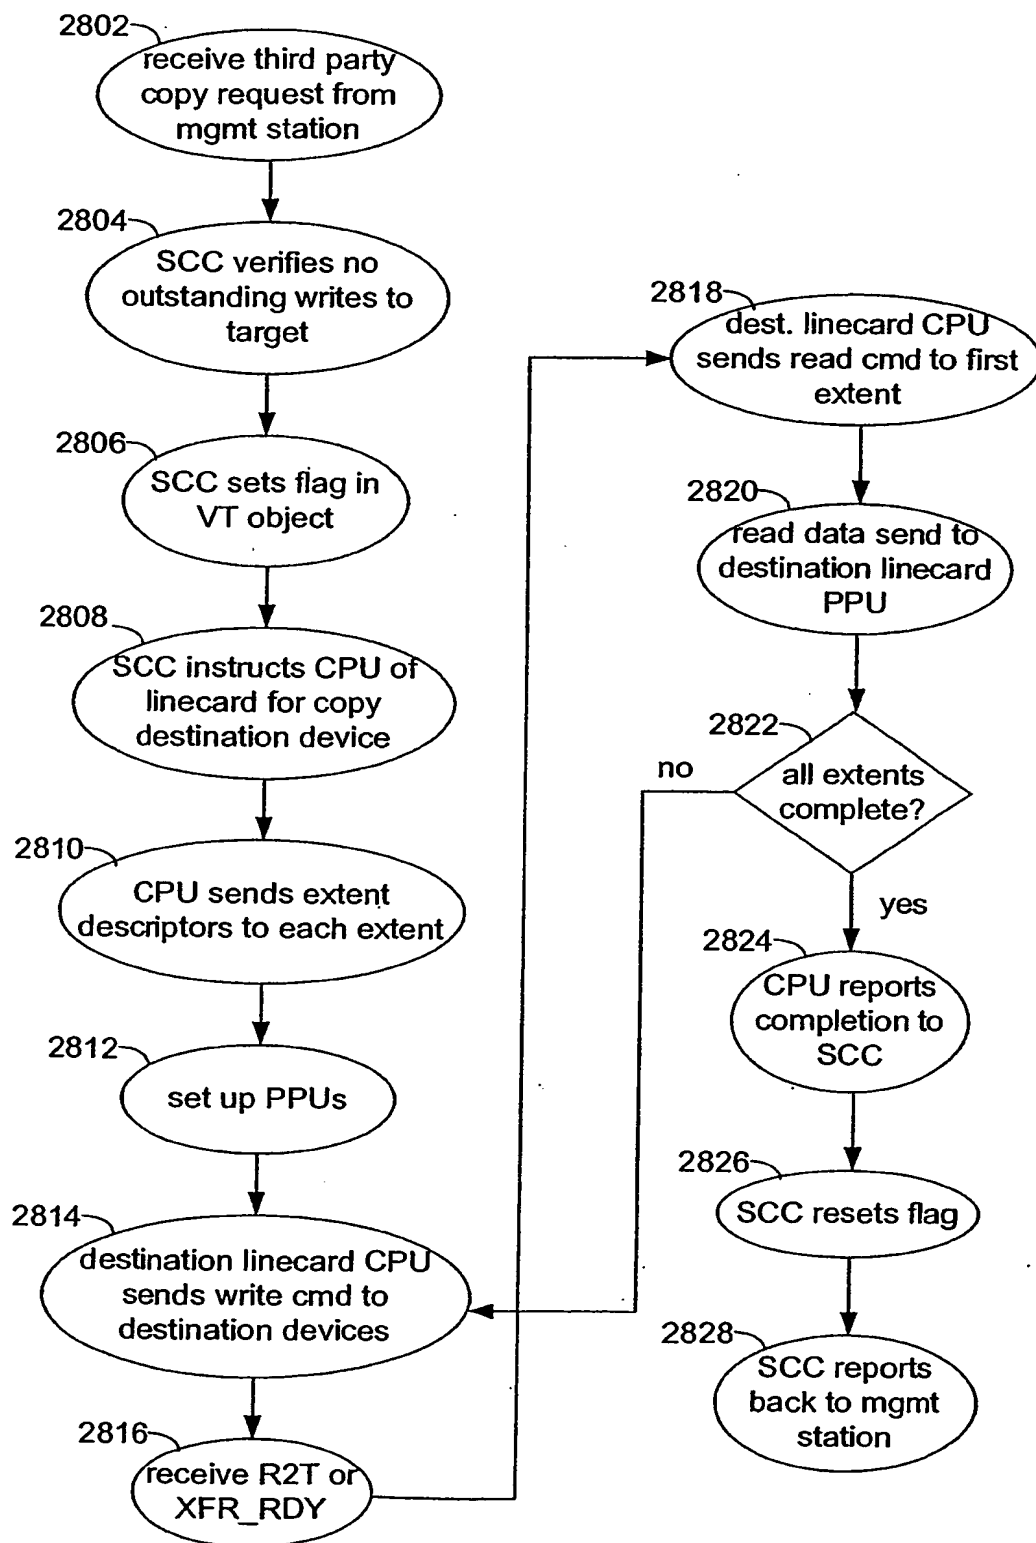 2802
receive third party
copy request from
mgmt station
2804
SCC verifies no
outstanding writes to
target
2806
SCC sets flag in
VT object
2808
SCC instructs CPU of
linecard for copy
destination device
2810
CPU sends extent
descriptors to each extent
2812
set up PPUs
2814
destination linecard CPU
sends write cmd to
destination devices
2816
receive R2T or
XFR_RDY
2818
dest. linecard CPU
sends read cmd to first
extent
2820
read data send to
destination linecard
PPU
2822
all extents
complete?
no
yes
2824
CPU reports
completion to
SCC
2826
SCC resets flag
2828
SCC reports
back to mgmt
station